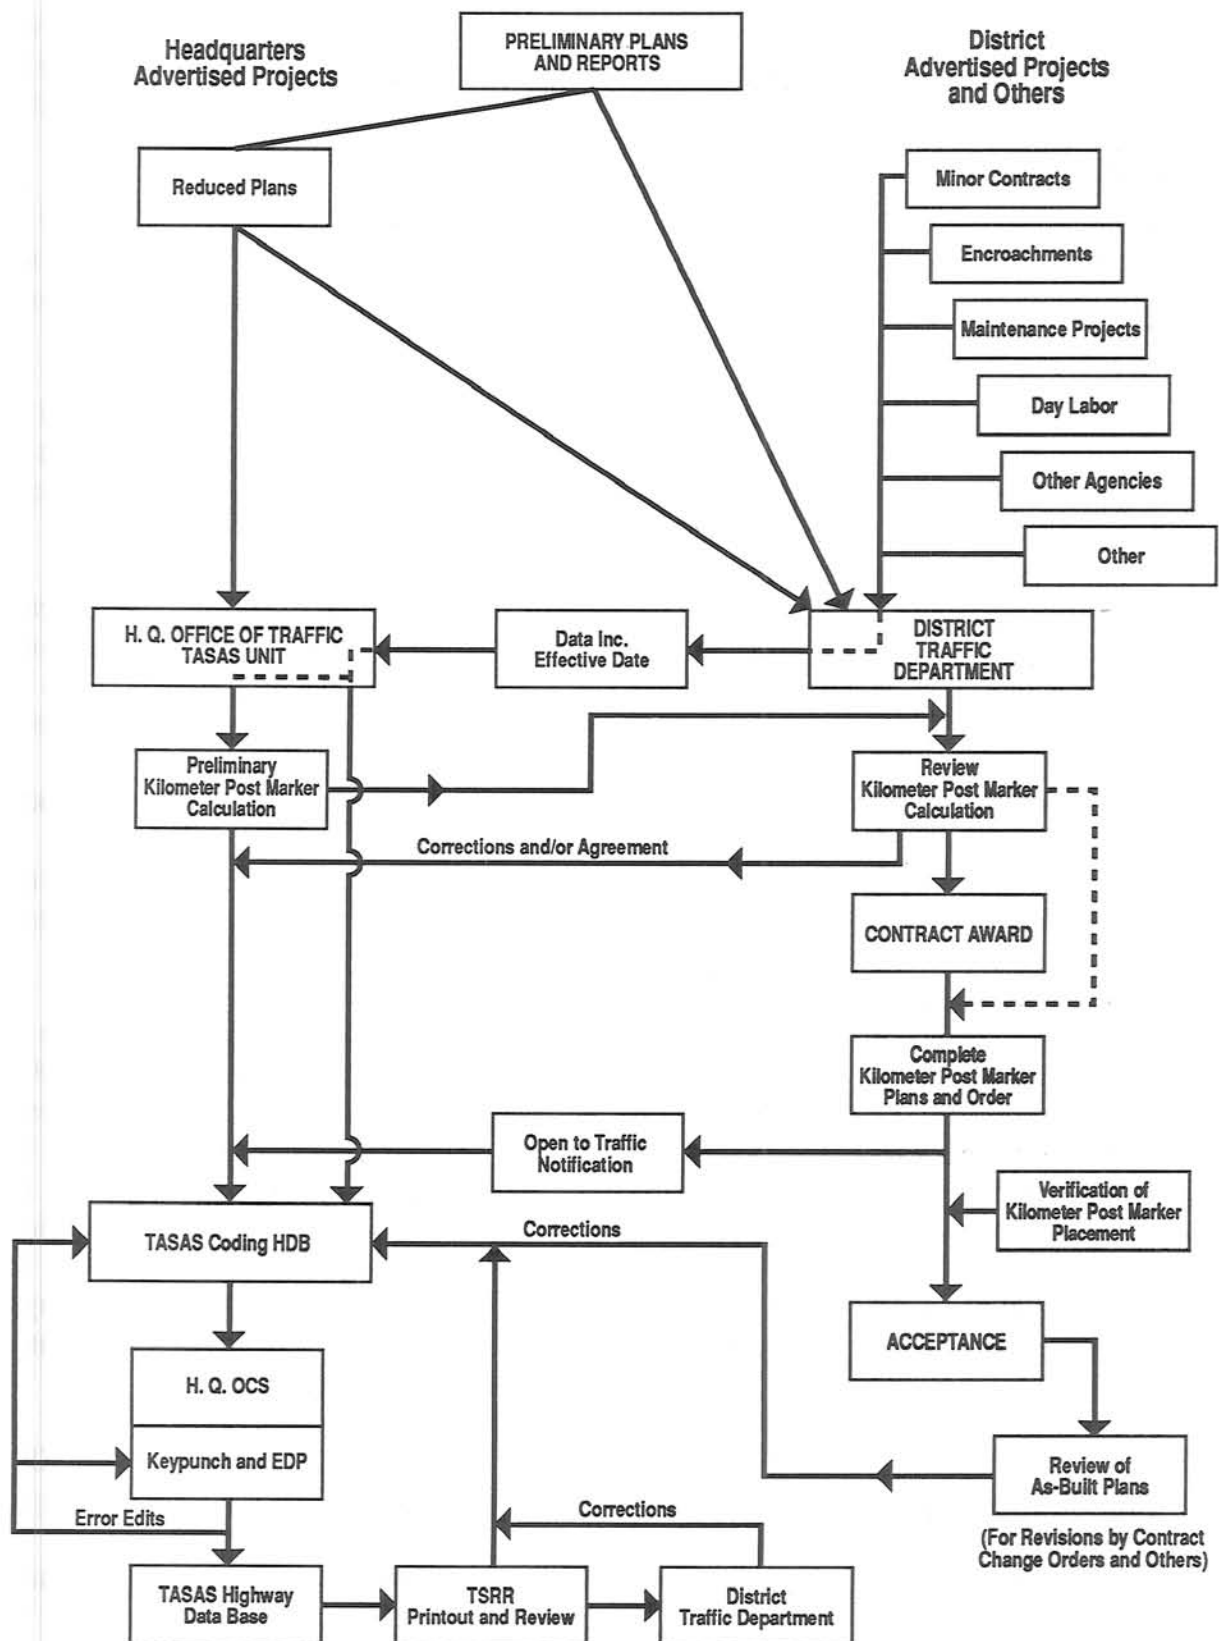 Headquarters
Advertised Projects
PRELIMINARY PLANS
AND REPORTS
District
Advertised Projects
and Others
Reduced Plans
Minor Contracts
Encroachments
Maintenance Projects
Day Labor
Other Agencies
Other
H. Q. OFFICE OF TRAFFIC
TASAS UNIT
Data Inc.
Effective Date
DISTRICT
TRAFFIC
DEPARTMENT
Preliminary
Kilometer Post Marker
Calculation
Review
Kilometer Post Marker
Calculation
Corrections and/or Agreement
CONTRACT AWARD
Complete
Kilometer Post Marker
Plans and Order
Open to Traffic
Notification
Verification of
Kilometer Post Marker
Placement
TASAS Coding HDB
Corrections
ACCEPTANCE
H. Q. OCS
Keypunch and EDP
Review of
As-Built Plans
Error Edits
Corrections
(For Revisions by Contract
Change Orders and Others)
TASAS Highway
Data Base
TSRR
Printout and Review
District
Traffic Department